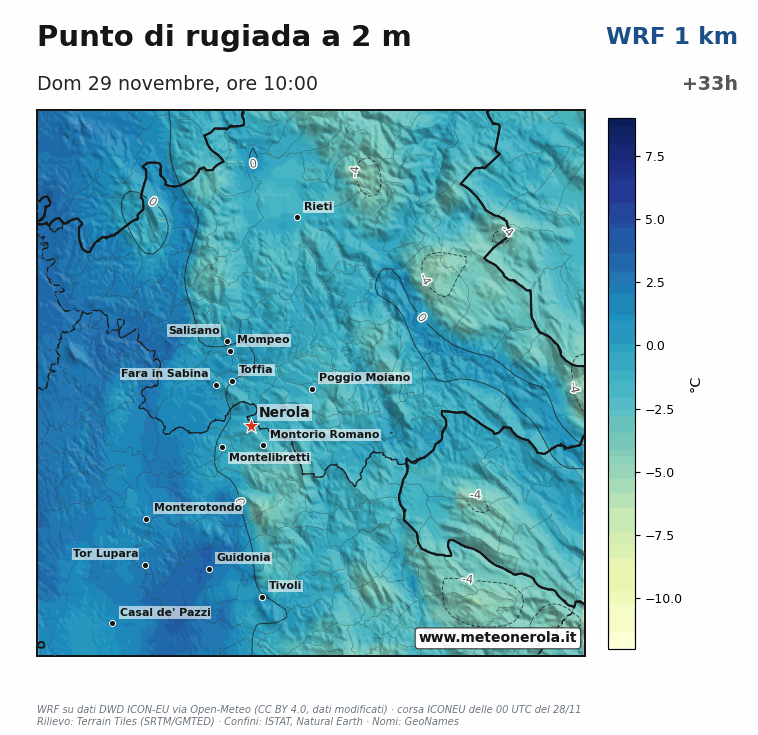 Punto di rugiada a 2 m
WRF 1 km
Dom 29 novembre, ore 10:00
+33h
0
-4
0
Rieti
-4
-4
0
Salisano
Mompeo
Fara in Sabina
Toffia
Poggio Moiano
-4
Nerola
Montorio Romano
Montelibretti
-4
0
Monterotondo
Tor Lupara
Guidonia
-4
Tivoli
Casal de' Pazzi
www.meteonerola.it
7.5
5.0
2.5
0.0
−2.5
−5.0
−7.5
−10.0
°C
WRF su dati DWD ICON-EU via Open-Meteo (CC BY 4.0, dati modificati) · corsa ICONEU delle 00 UTC del 28/11
Rilievo: Terrain Tiles (SRTM/GMTED) · Confini: ISTAT, Natural Earth · Nomi: GeoNames